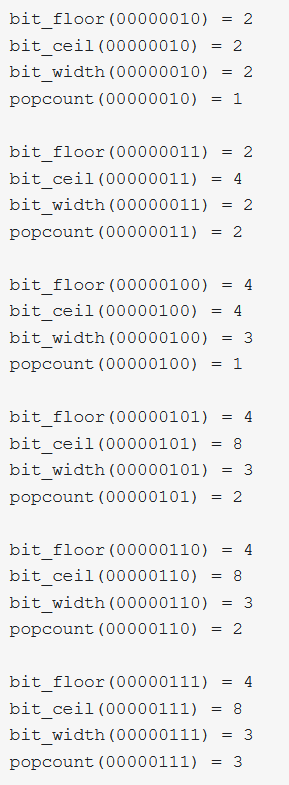 bit_floor(00000010) = 2
bit_ceil(00000010) = 2
bit_width(00000010) = 2
popcount(00000010) = 1

bit_floor(00000011) = 2
bit_ceil(00000011) = 4
bit_width(00000011) = 2
popcount(00000011) = 2

bit_floor(00000100) = 4
bit_ceil(00000100) = 4
bit_width(00000100) = 3
popcount(00000100) = 1

bit_floor(00000101) = 4
bit_ceil(00000101) = 8
bit_width(00000101) = 3
popcount(00000101) = 2

bit_floor(00000110) = 4
bit_ceil(00000110) = 8
bit_width(00000110) = 3
popcount(00000110) = 2

bit_floor(00000111) = 4
bit_ceil(00000111) = 8
bit_width(00000111) = 3
popcount(00000111) = 3